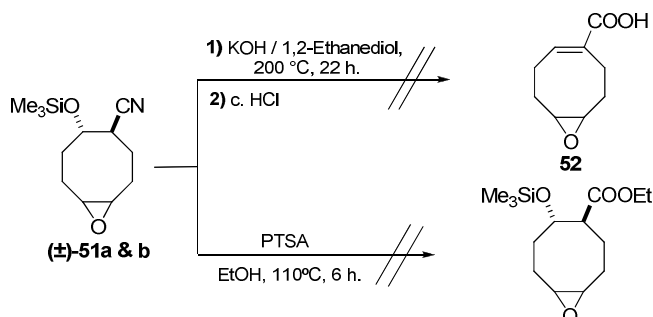 1) KOH / 1,2-Ethanediol,
200 °C, 22 h.
2) c. HCl
COOH
O
52
Me3SiO
CN
O
(±)-51a & b
PTSA
EtOH, 110ºC, 6 h.
Me3SiO
COOEt
O